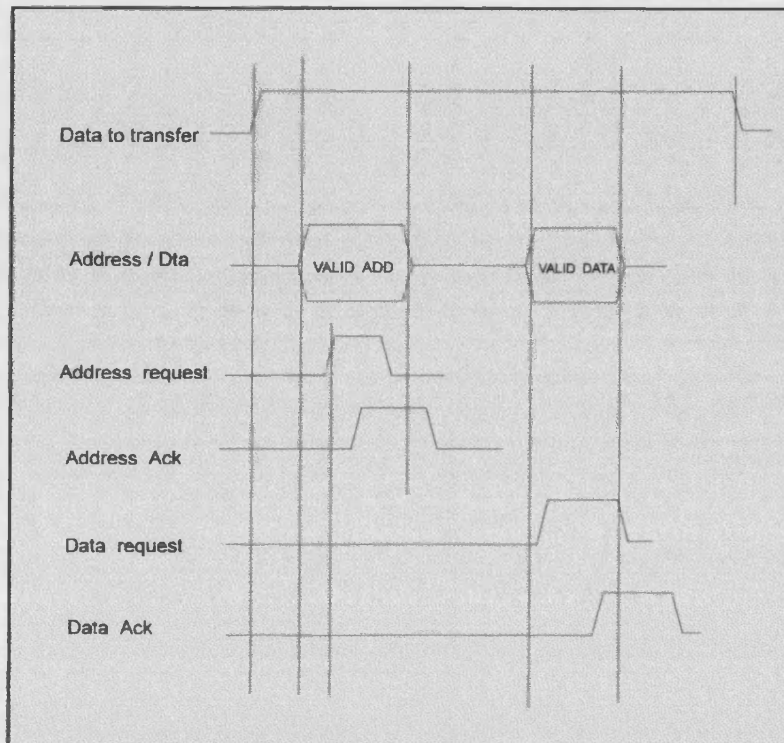 Data to transfer
Address / Dta
VALID ADD
VALID DATA
Address request
Address Ack
Data request
Data Ack